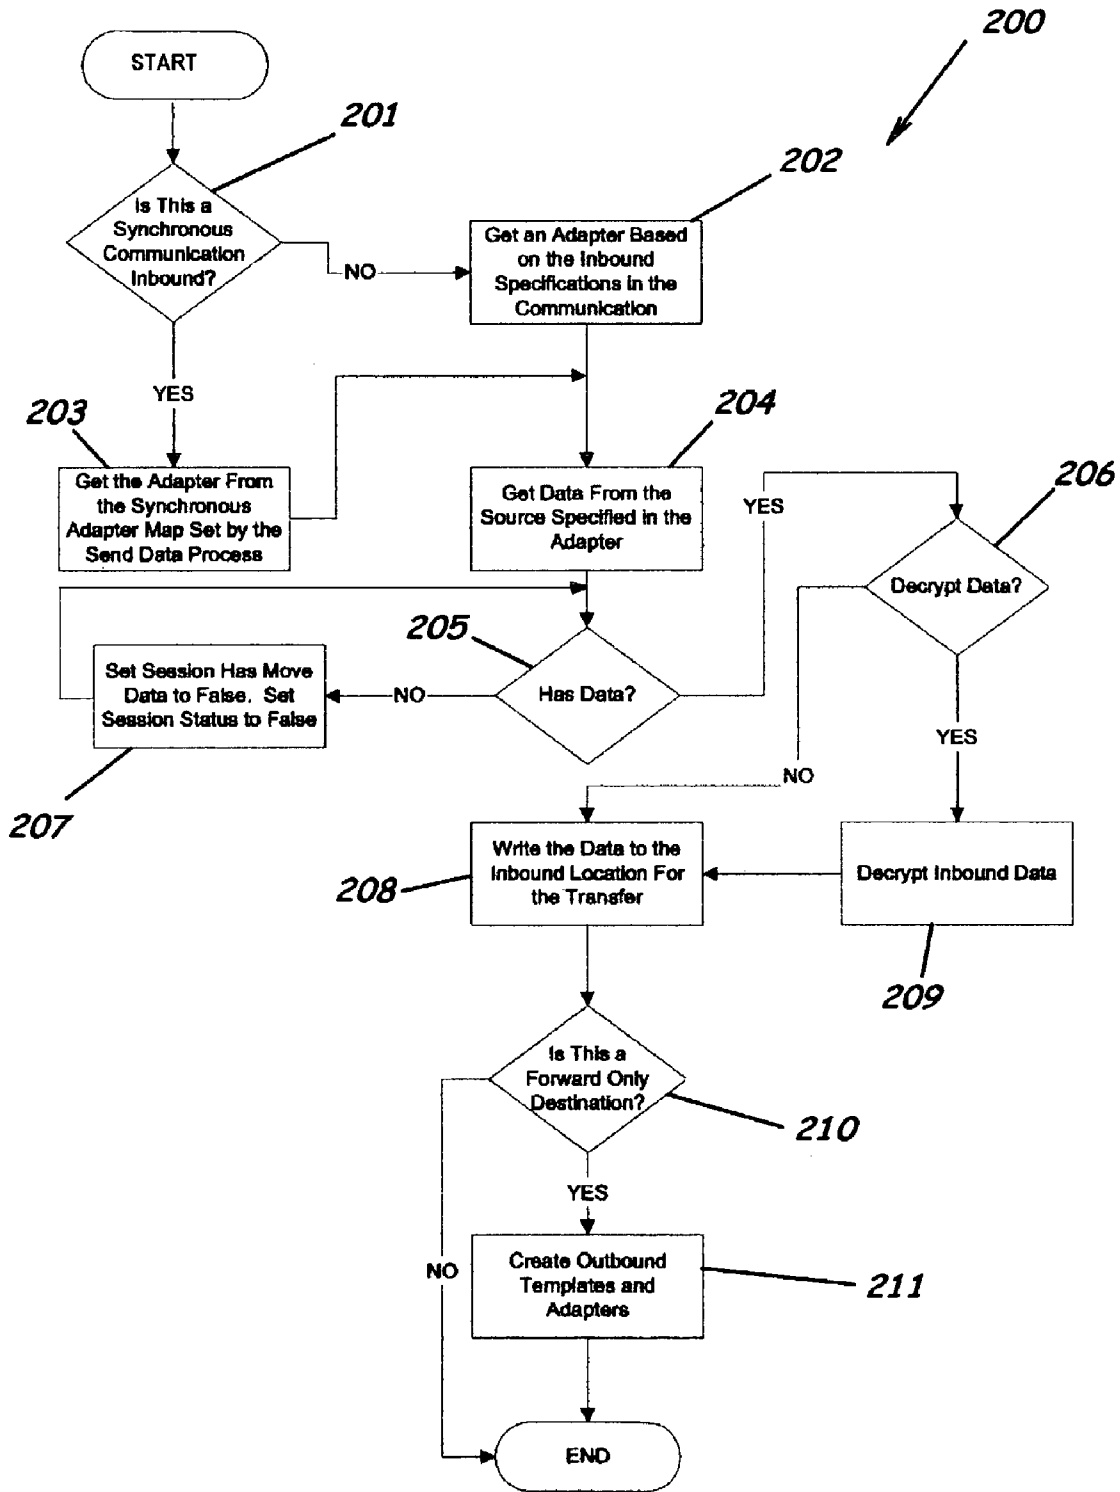 200
START
201
202
Is This a
Synchronous
Communication
Inbound?
Get an Adapter Based
on the Inbound
Specifications in the
Communication
NO
YES
203
204
Get the Adapter From
the Synchronous
Adapter Map Set by the
Send Data Process
Get Data From the
Source Specified in the
Adapter
YES
206
Decrypt Data?
205
Set Session Has Move
Data to False. Set
Session Status to False
NO
Has Data?
YES
NO
207
Write the Data to the
Inbound Location For
the Transfer
208
Decrypt Inbound Data
209
Is This a
Forward Only
Destination?
210
YES
NO
Create Outbound
Templates and
Adapters
211
END